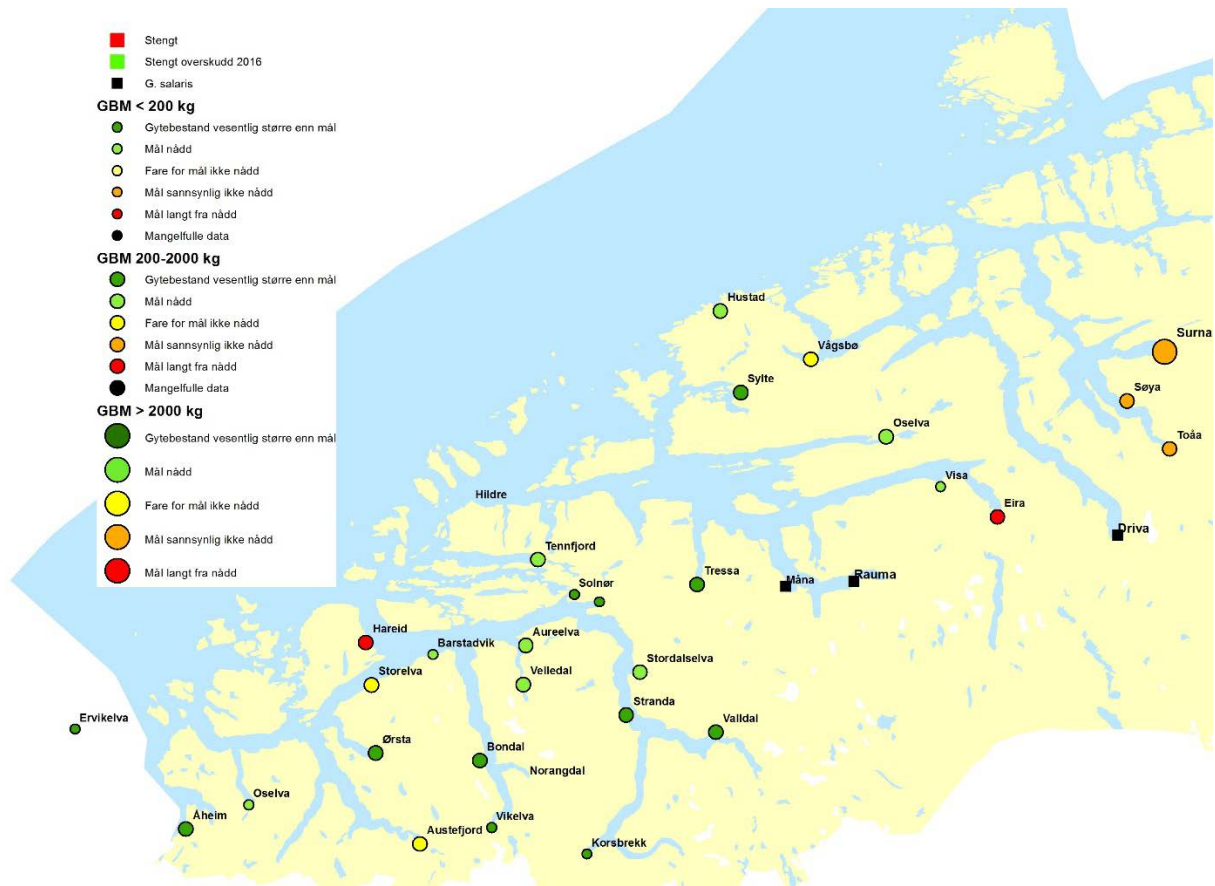 Stengt
Stengt overskudd 2016
G. salaris
GBM < 200 kg
Gytebestand vesentlig større enn mål
Mål nådd
Fare for mål ikke nådd
Mål sannsynlig ikke nådd
Mål langt fra nådd
Mangelfulle data
GBM 200-2000 kg
Gytebestand vesentlig større enn mål
Mål nådd
Fare for mål ikke nådd
Mål sannsynlig ikke nådd
Mål langt fra nådd
Mangelfulle data
GBM > 2000 kg
Gytebestand vesentlig større enn mål
Mål nådd
Fare for mål ikke nådd
Mål sannsynlig ikke nådd
Mål langt fra nådd
Hustad
Surna
Vågsbø
Sylte
Søya
Oselva
Toåa
Visa
Hildre
Eira
Driva
Tennfjord
Solnør
Tressa
Måna
Rauma
Hareid
Aureelva
Barstadvik
Stordalselva
Storelva
Velledal
Stranda
Ervikelva
Valldal
Ørsta
Bondal
Norangdal
Oselva
Åheim
Vikelva
Austefjord
Korsbrekk